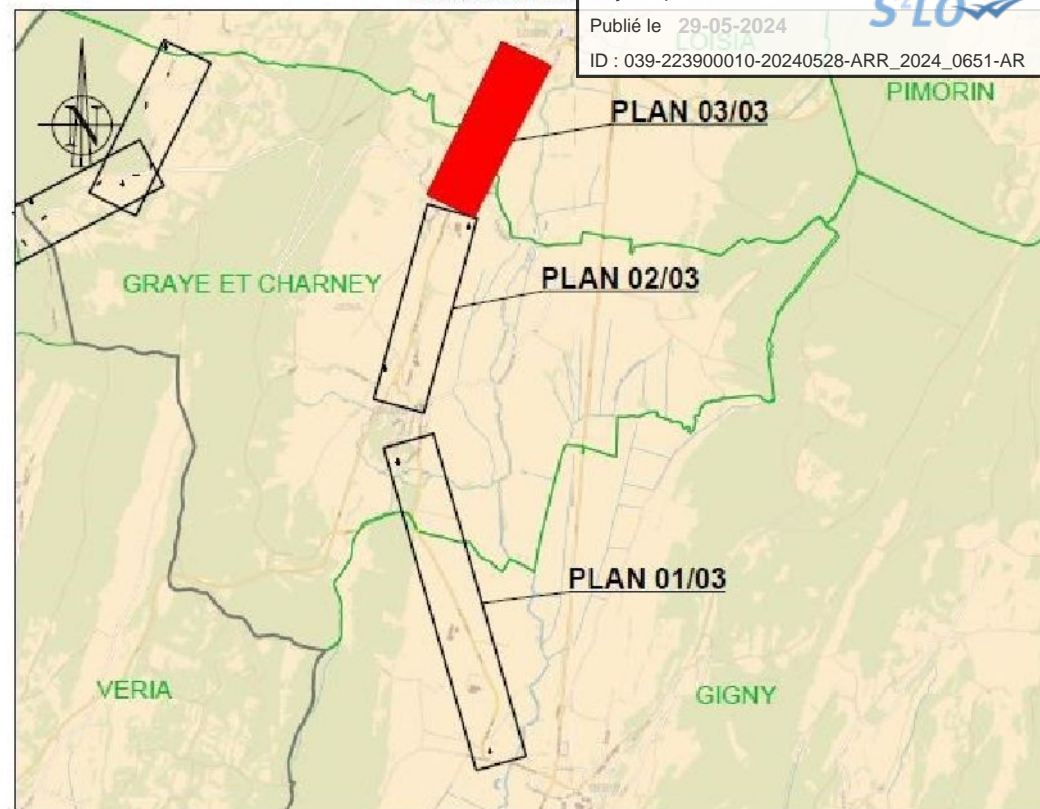 Publié le 29-05-2024
S²LO
ID : 039-223900010-20240528-ARR_2024_0651-AR
LOISIA
PIMORIN
N
PLAN 03/03
GRAYE ET CHARNEY
PLAN 02/03
PLAN 01/03
VERIA
GIGNY